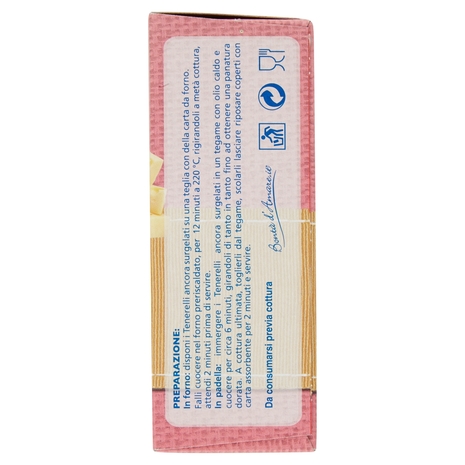 PREPARAZIONE:
In forno: disponi i Tenerelli ancora surgelati su una teglia con della carta da forno.
Falli cuocere nel forno preriscaldato, per 12 minuti a 220 °C, rigirandoli a metà cottura,
attendi 2 minuti prima di servire.
In padella: immergere i Tenerelli ancora surgelati in un tegame con olio caldo e
cuocere per circa 6 minuti, girandoli di tanto in tanto fino ad ottenere una panatura
dorata. A cottura ultimata, toglierli dal tegame, scolarli lasciare riposare coperti con
carta assorbente per 2 minuti e servire.
Da consumarsi previa cottura
Bontà d'Amare.it